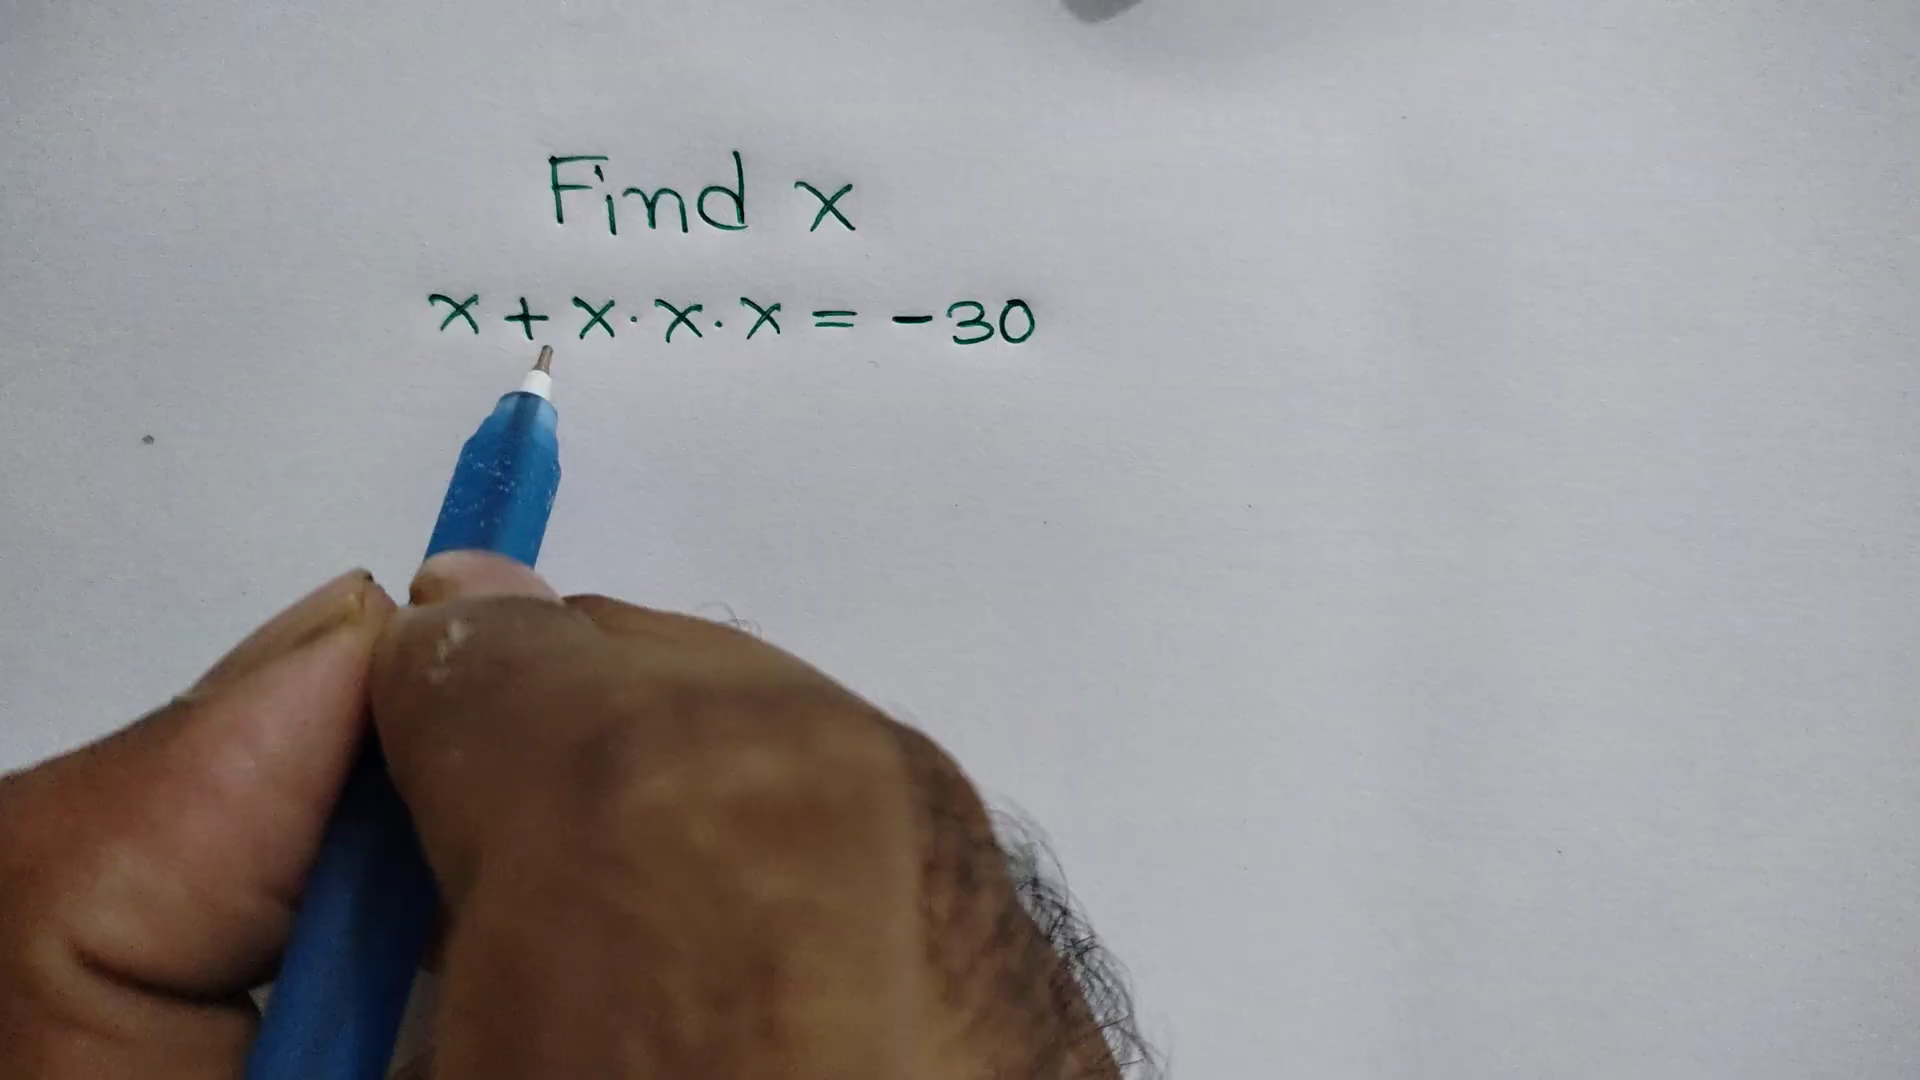 Find x
x + x · x · x = - 30